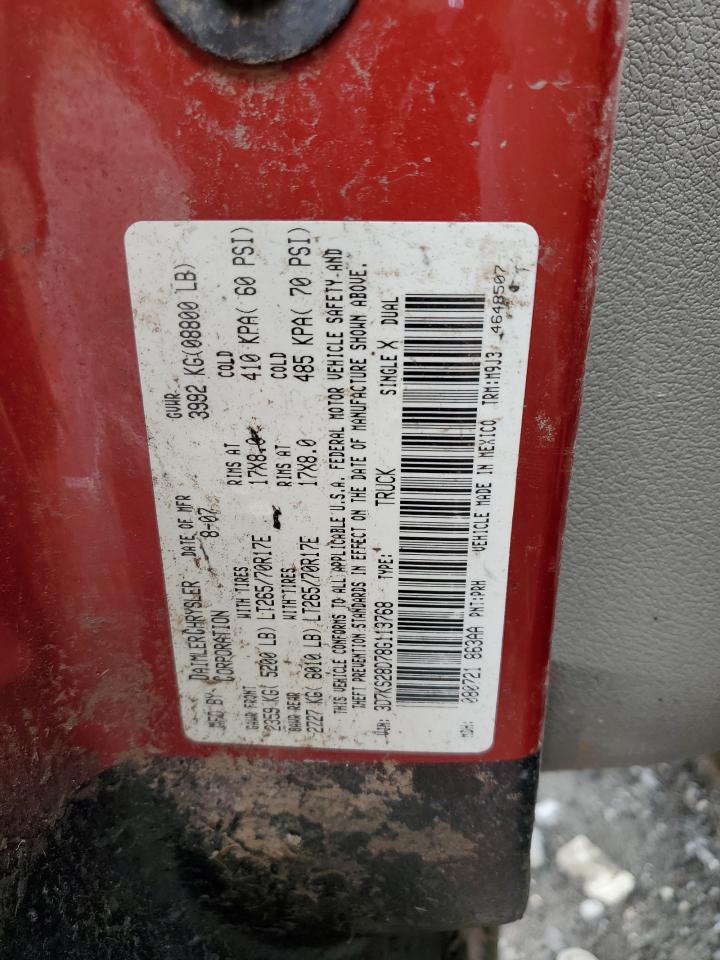 MFD BY: DAIMLERCHRYSLER CORPORATION DATE OF MFR 8-07 GVWR 3992 KG(08800 LB)
GAWR FRONT WITH TIRES RIMS AT COLD
2359 KG( 5200 LB) LT265/70R17E 17X8.0 410 KPA( 60 PSI)
GAWR REAR WITH TIRES RIMS AT COLD
2727 KG( 6010 LB) LT265/70R17E 17X8.0 485 KPA( 70 PSI)
THIS VEHICLE CONFORMS TO ALL APPLICABLE U.S.A. FEDERAL MOTOR VEHICLE SAFETY AND
THEFT PREVENTION STANDARDS IN EFFECT ON THE DATE OF MANUFACTURE SHOWN ABOVE.
VIN: 3D7KS28D78G113768 TYPE: TRUCK SINGLE X DUAL
MDH: 080721 863AA PNT:PRH VEHICLE MADE IN MEXICO TRM:M9J3 4648507